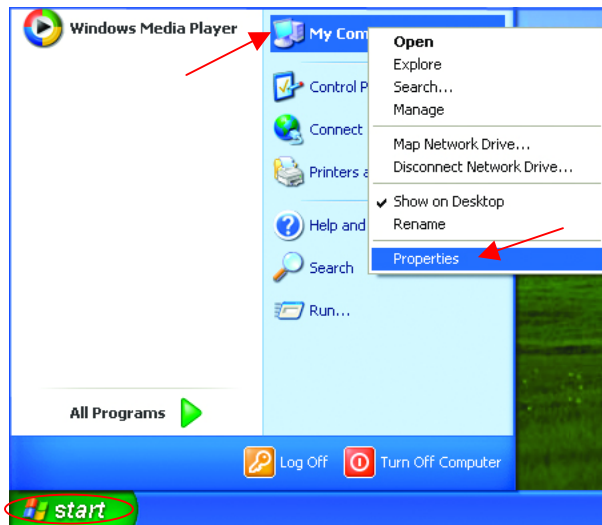 Windows Media Player
My Com
Control P
Connect
Printers a
Help and
Search
Run...
Open
Explore
Search...
Manage
Map Network Drive...
Disconnect Network Drive...
Show on Desktop
Rename
Properties
All Programs
Log Off
Turn Off Computer
start